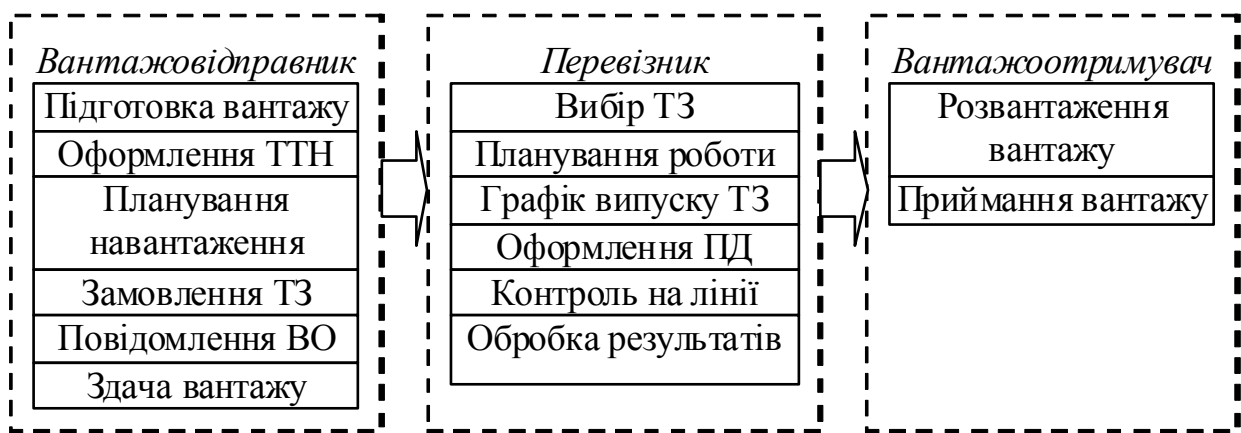 Вантажовідправник
Підготовка вантажу
Оформлення ТТН
Планування
навантаження
Замовлення ТЗ
Повідомлення ВО
Здача вантажу
Перевізник
Вибір ТЗ
Планування роботи
Графік випуску ТЗ
Оформлення ПД
Контроль на лінії
Обробка результатів
Вантажоотримувач
Розвантаження
вантажу
Приймання вантажу